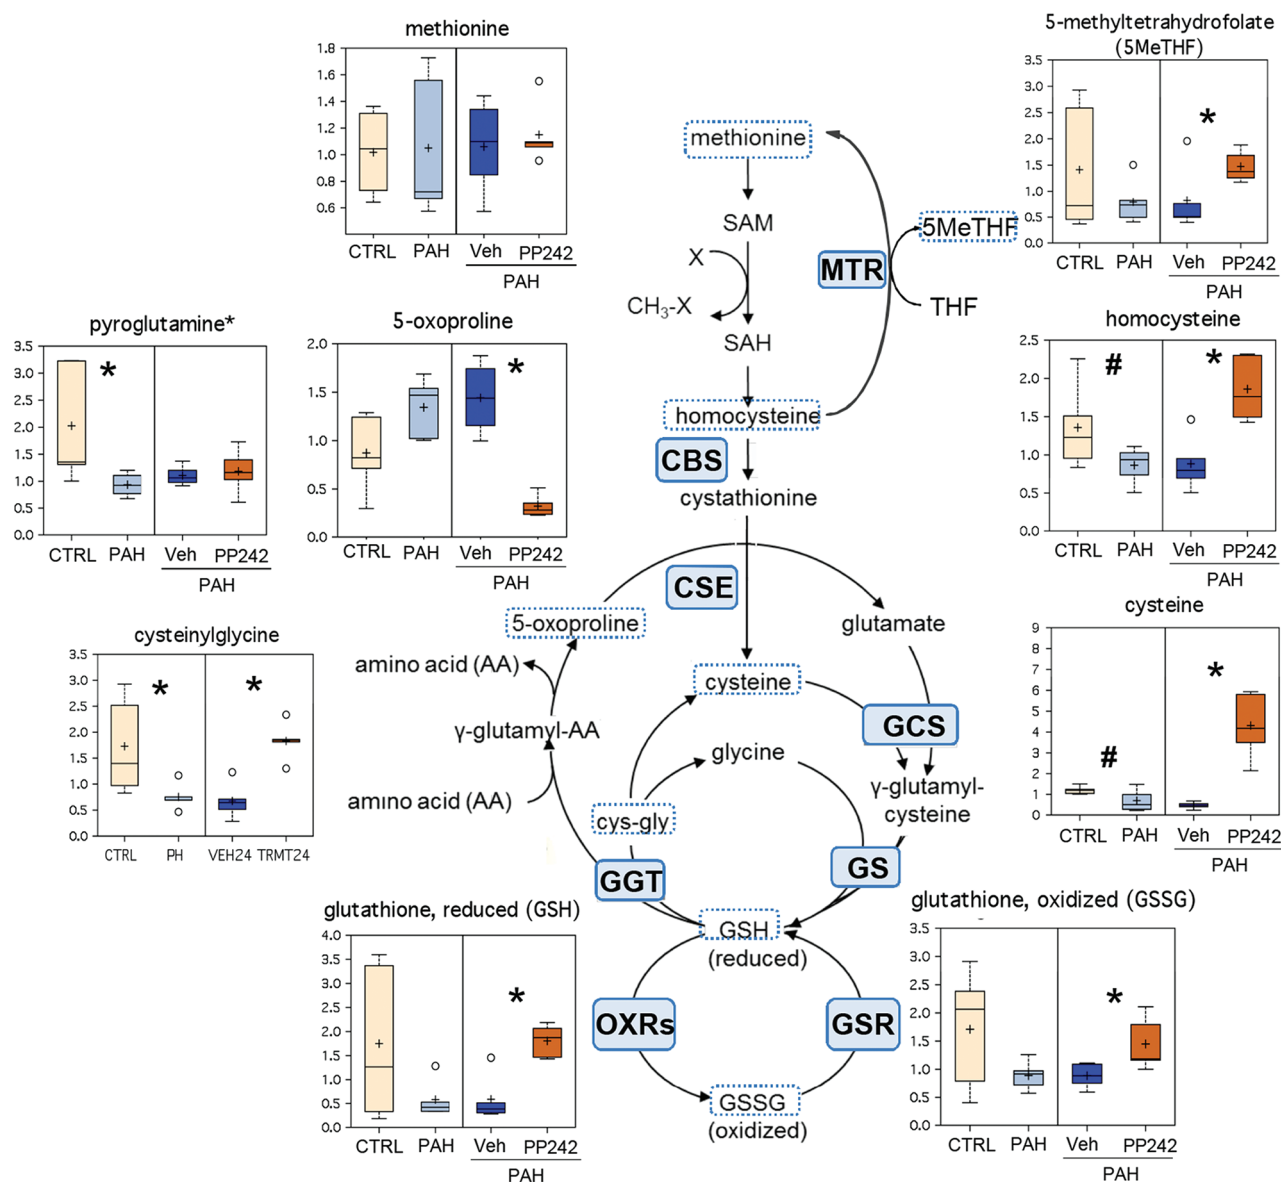 methionine
1.8
1.6
1.4
1.2
1.0
0.8
0.6
CTRL PAH Veh PP242
PAH
5-methyltetrahydrofolate
(5MeTHF)
3.5
3.0
2.5
2.0
1.5
1.0
0.5
0.0
*
CTRL PAH Veh PP242
PAH
pyroglutamine*
3.5
3.0
2.5
2.0
1.5
1.0
0.5
0.0
*
CTRL PAH Veh PP242
PAH
5-oxoproline
2.0
1.5
1.0
0.5
0.0
*
CTRL PAH Veh PP242
PAH
homocysteine
2.5
2.0
1.5
1.0
0.5
0.0
# *
CTRL PAH Veh PP242
PAH
cysteinylglycine
3.5
3.0
2.5
2.0
1.5
1.0
0.5
0.0
* *
CTRL PH VEH24 TRMT24
cysteine
9
8
7
6
5
4
3
2
1
0
# *
CTRL PAH Veh PP242
PAH
glutathione, reduced (GSH)
4.0
3.5
3.0
2.5
2.0
1.5
1.0
0.5
0.0
*
CTRL PAH Veh PP242
PAH
glutathione, oxidized (GSSG)
3.5
3.0
2.5
2.0
1.5
1.0
0.5
0.0
*
CTRL PAH Veh PP242
PAH
methionine
SAM
X
CH3-X
SAH
MTR
5MeTHF
THF
homocysteine
CBS
cystathionine
CSE
5-oxoproline
glutamate
amino acid (AA)
cysteine
γ-glutamyl-AA
GCS
glycine
amino acid (AA)
cys-gly
γ-glutamyl-
cysteine
GGT
GS
GSH
(reduced)
OXRs
GSR
GSSG
(oxidized)